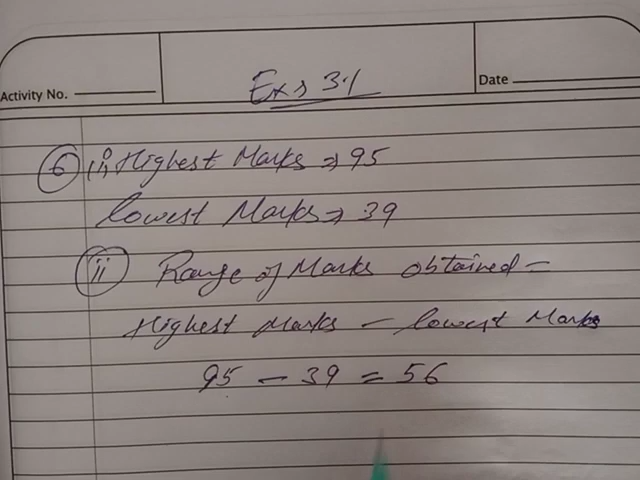 Activity No.
Exs 3.1
Date
6 (i) Highest Marks ⇒ 95
lowest Marks ⇒ 39
(ii) Range of Marks obtained =
Highest Marks – lowest Marks
95 – 39 = 56